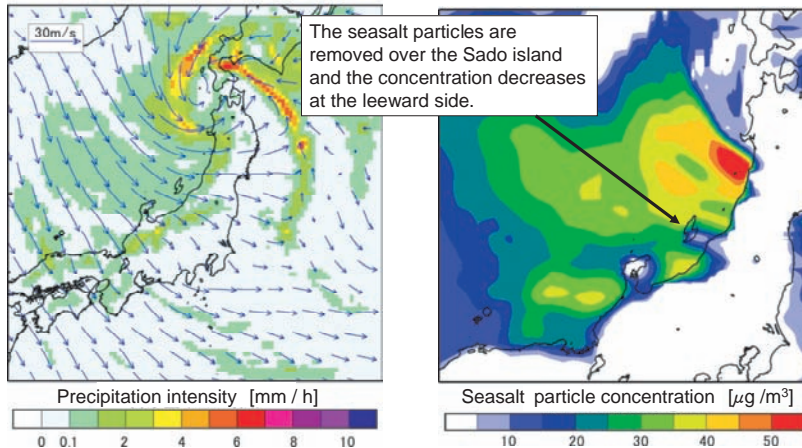 30m/s
The seasalt particles are
removed over the Sado island
and the concentration decreases
at the leeward side.
Precipitation intensity [mm / h]
0 0.1 2 4 6 8 10
Seasalt particle concentration [μg /m³]
10 20 30 40 50